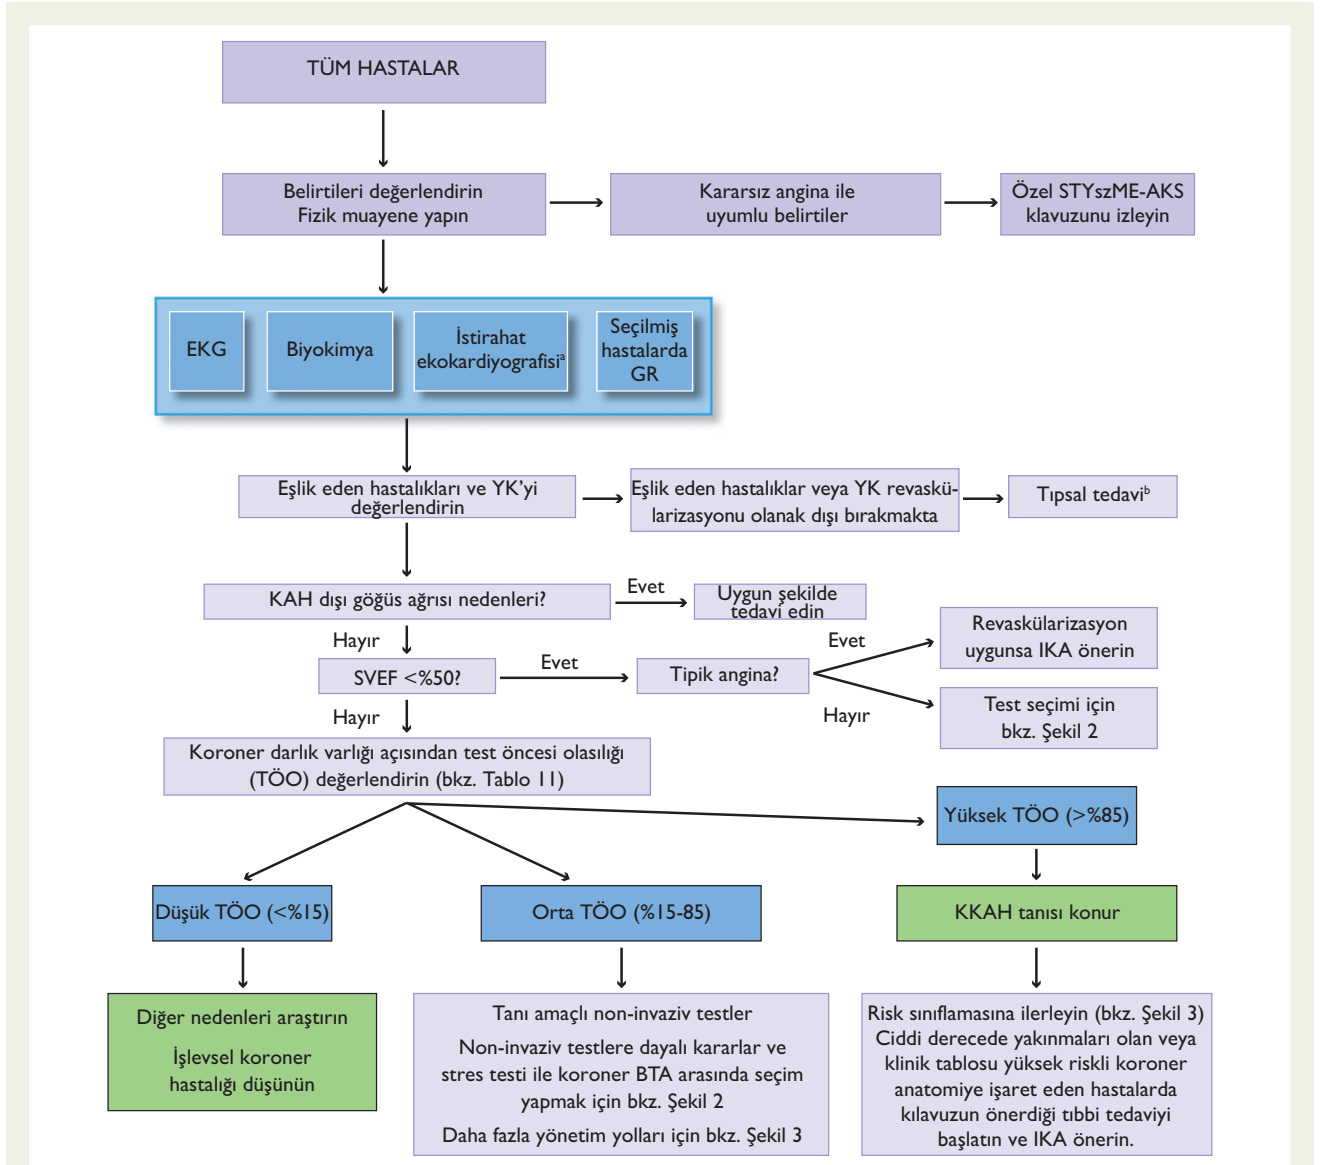 TÜM HASTALAR
Belirtileri değerlendirin
Fizik muayene yapın
Kararsız angina ile
uyumlu belirtiler
Özel STYszME-AKS
klavuzunu izleyin
EKG
Biyokimya
İstirahat
ekokardiyografisiᵃ
Seçilmiş
hastalarda
GR
Eşlik eden hastalıkları ve YK’yi
değerlendirin
Eşlik eden hastalıklar veya YK revaskü-
larizasyonu olanak dışı bırakmakta
Tıpsal tedaviᵇ
KAH dışı göğüs ağrısı nedenleri?
Evet
Uygun şekilde
tedavi edin
Hayır
SVEF <%50?
Evet
Tipik angina?
Evet
Revaskülarizasyon
uygunsa IKA önerin
Hayır
Test seçimi için
bkz. Şekil 2
Hayır
Koroner darlık varlığı açısından test öncesi olasılığı
(TÖO) değerlendirin (bkz. Tablo 11)
Yüksek TÖO (>%85)
Düşük TÖO (<%15)
Orta TÖO (%15-85)
KKAH tanısı konur
Diğer nedenleri araştırın
İşlevsel koroner
hastalığı düşünün
Tanı amaçlı non-invaziv testler
Non-invaziv testlere dayalı kararlar ve
stres testi ile koroner BTA arasında seçim
yapmak için bkz. Şekil 2
Daha fazla yönetim yolları için bkz. Şekil 3
Risk sınıflamasına ilerleyin (bkz. Şekil 3)
Ciddi derecede yakınmaları olan veya
klinik tablosu yüksek riskli koroner
anatomiye işaret eden hastalarda
kılavuzun önerdiği tıbbi tedaviyi
başlatın ve IKA önerin.